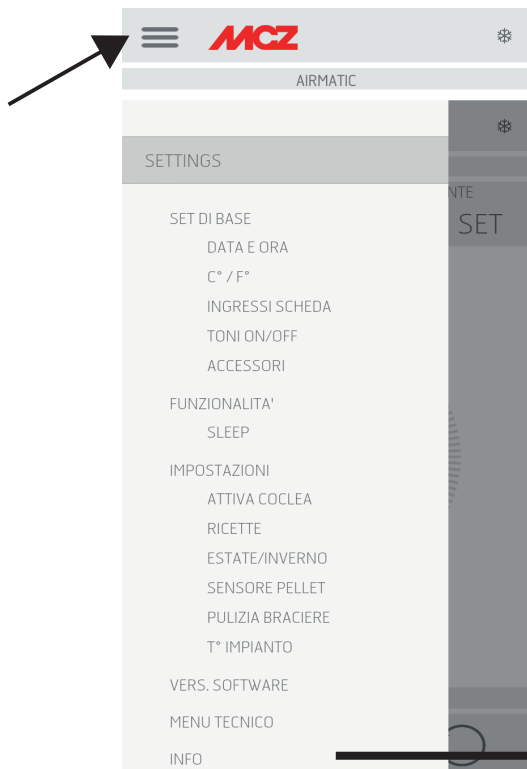 MCZ
AIRMATIC
SETTINGS
NTE
SET
SET DI BASE
DATA E ORA
C° / F°
INGRESSI SCHEDA
TONI ON/OFF
ACCESSORI
FUNZIONALITA'
SLEEP
IMPOSTAZIONI
ATTIVA COCLEA
RICETTE
ESTATE/INVERNO
SENSORE PELLET
PULIZIA BRACIERE
T° IMPIANTO
VERS. SOFTWARE
MENU TECNICO
INFO